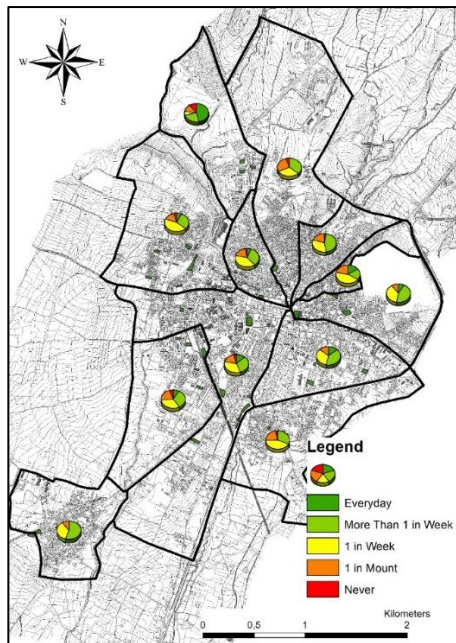 N
W E
S
Legend
Everyday
More Than 1 in Week
1 in Week
1 in Mount
Never
Kilometers
0 0,5 1 2